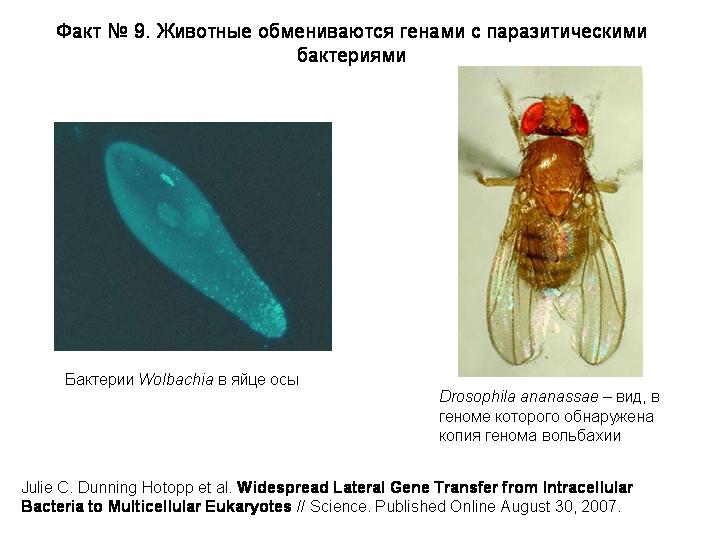 Факт № 9. Животные обмениваются генами с паразитическими
бактериями
Бактерии Wolbachia в яйце осы
Drosophila ananassae – вид, в
геноме которого обнаружена
копия генома вольбахии
Julie C. Dunning Hotopp et al. Widespread Lateral Gene Transfer from Intracellular
Bacteria to Multicellular Eukaryotes // Science. Published Online August 30, 2007.